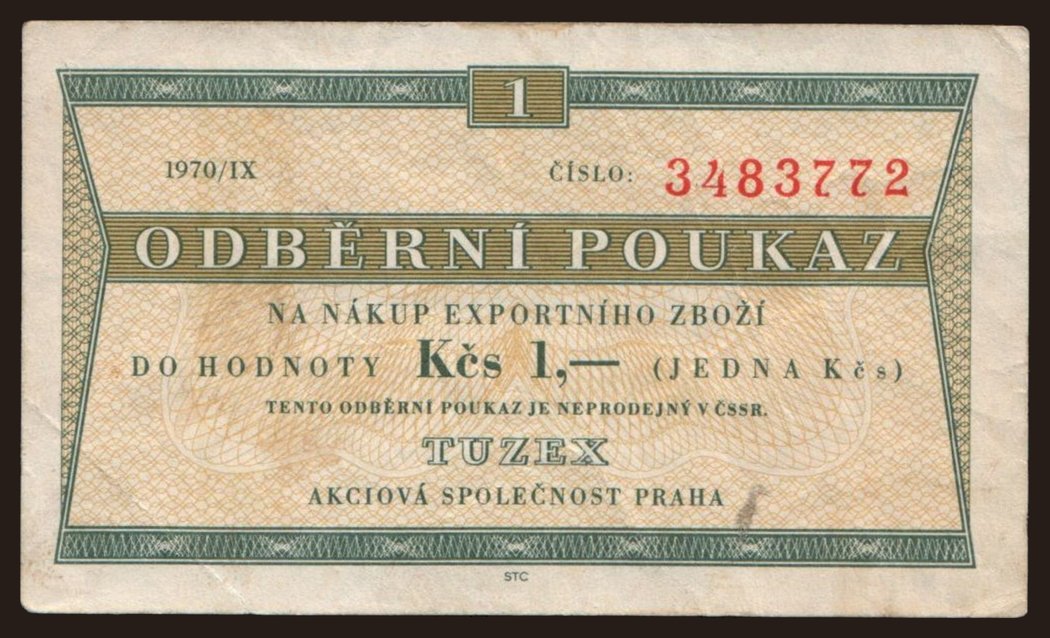 1
1970/IX ČÍSLO: 3483772
ODBĚRNÍ POUKAZ
NA NÁKUP EXPORTNÍHO ZBOŽÍ
DO HODNOTY Kčs 1,— (JEDNA Kčs)
TENTO ODBĚRNÍ POUKAZ JE NEPRODEJNÝ V ČSSR.
TUZEX
AKCIOVÁ SPOLEČNOST PRAHA
STC